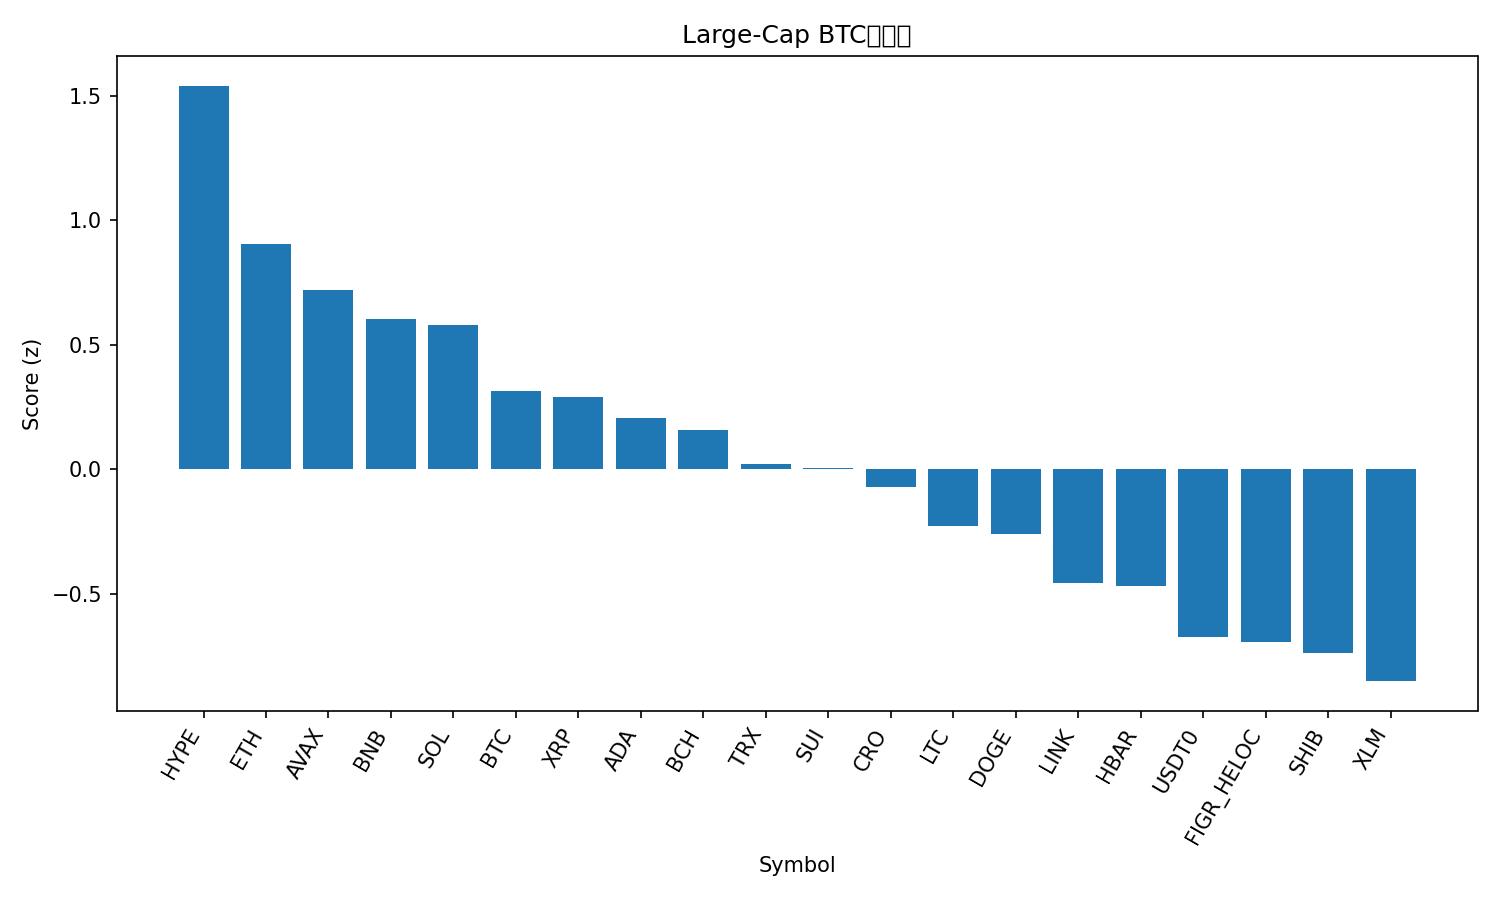 Large-Cap BTC
Score (z)
1.5
1.0
0.5
0.0
−0.5
HYPE
ETH
AVAX
BNB
SOL
BTC
XRP
ADA
BCH
TRX
SUI
CRO
LTC
DOGE
LINK
HBAR
USDT0
FIGR_HELOC
SHIB
XLM
Symbol